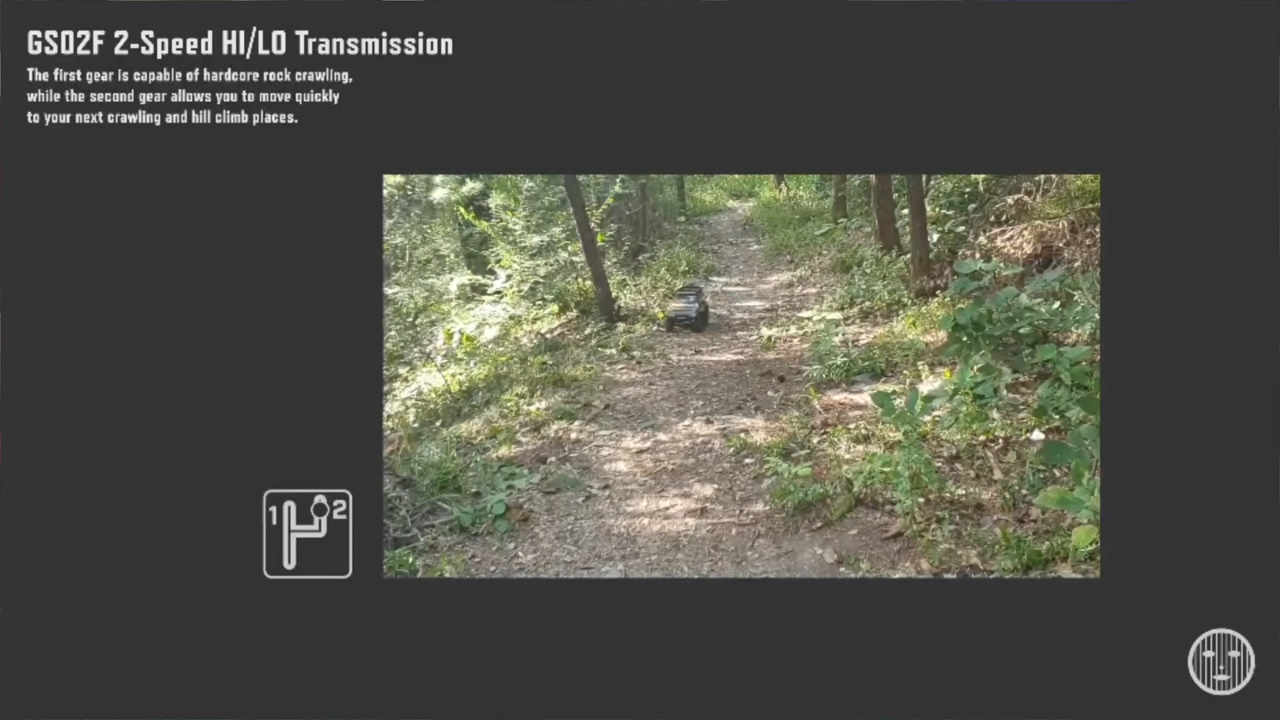 GS02F 2-Speed HI/LO Transmission
The first gear is capable of hardcore rock crawling,
while the second gear allows you to move quickly
to your next crawling and hill climb places.
1 2